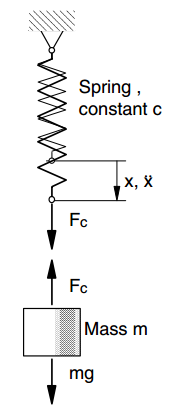 Spring ,
constant c
x, ẍ
Fc
Fc
Mass m
mg